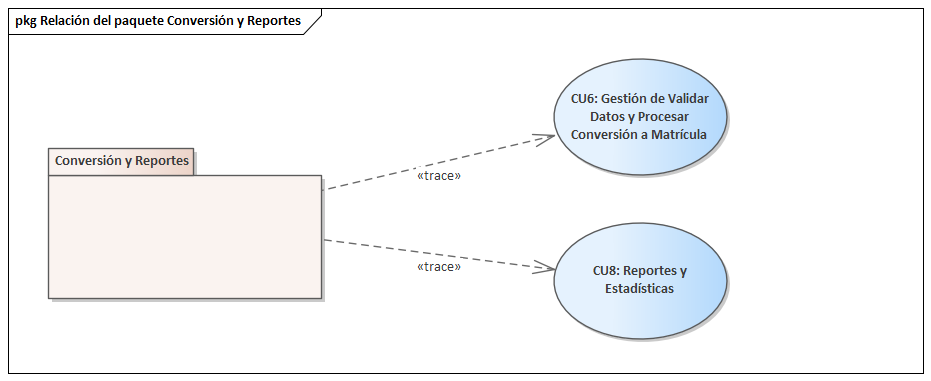 pkg Relación del paquete Conversión y Reportes
CU6: Gestión de Validar
Datos y Procesar
Conversión a Matrícula
Conversión y Reportes
«trace»
«trace»
CU8: Reportes y
Estadísticas